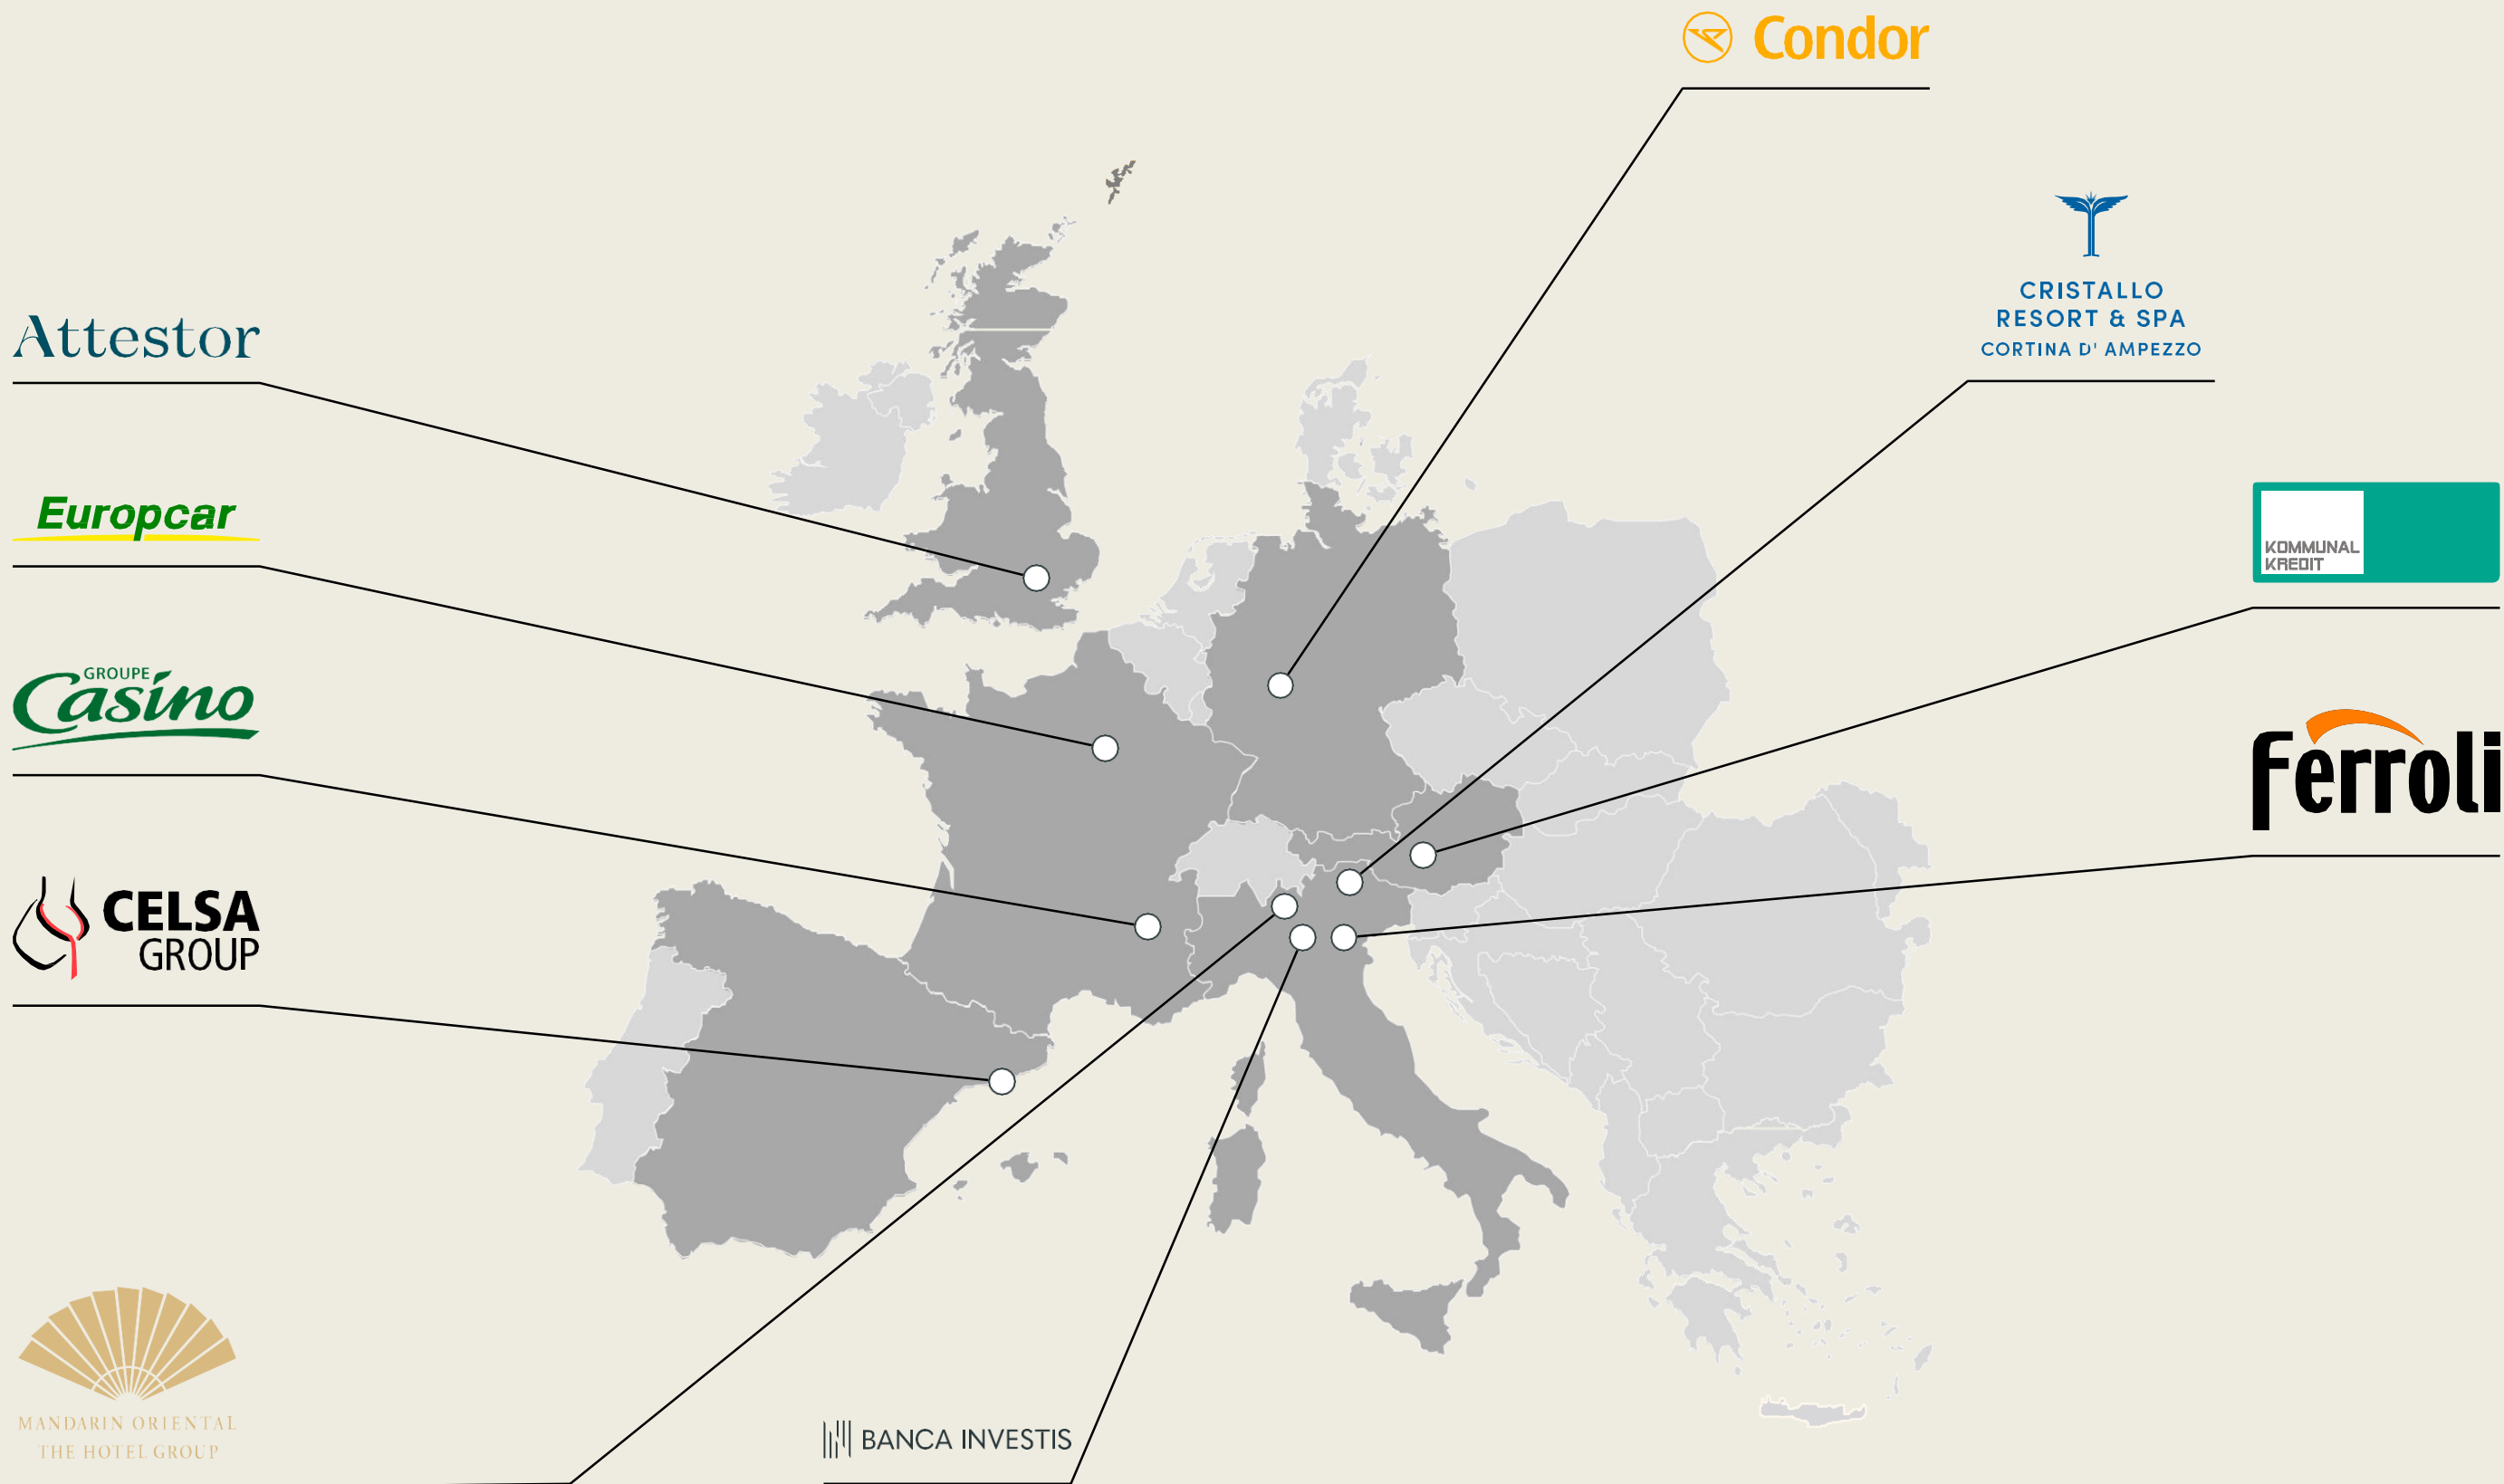 Condor
CRISTALLO
RESORT & SPA
CORTINA D' AMPEZZO
Attestor
Europcar
KOMMUNAL
KREDIT
GROUPE
Casino
Ferroli
CELSA
GROUP
MANDARIN ORIENTAL
THE HOTEL GROUP
BANCA INVESTIS